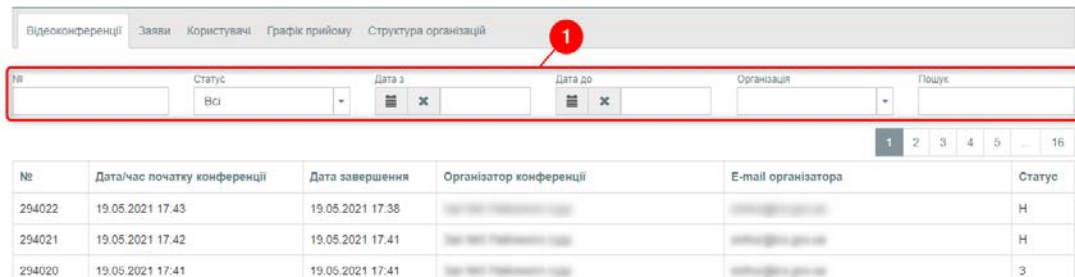 Відеоконференції Заяви Користувачі Графік прийому Структура організацій
1
№ Статус Дата з Дата до Організація Пошук
Всі
1 2 3 4 5 ... 16
№ Дата/час початку конференції Дата завершення Організатор конференції E-mail організатора Статус
294022 19.05.2021 17.43 19.05.2021 17.38 Н
294021 19.05.2021 17.42 19.05.2021 17.41 Н
294020 19.05.2021 17.41 19.05.2021 17.41 З